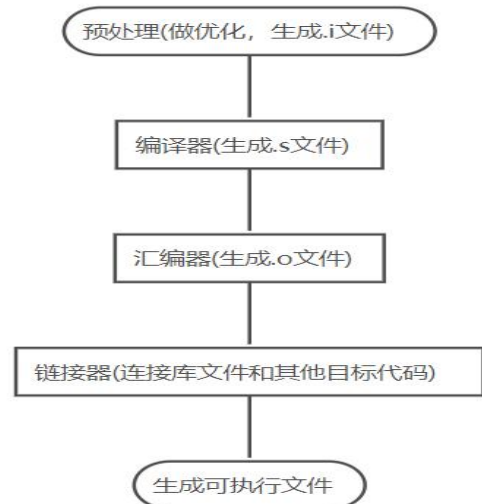 预处理(做优化，生成.i文件)
编译器(生成.s文件)
汇编器(生成.o文件)
链接器(连接库文件和其他目标代码)
生成可执行文件